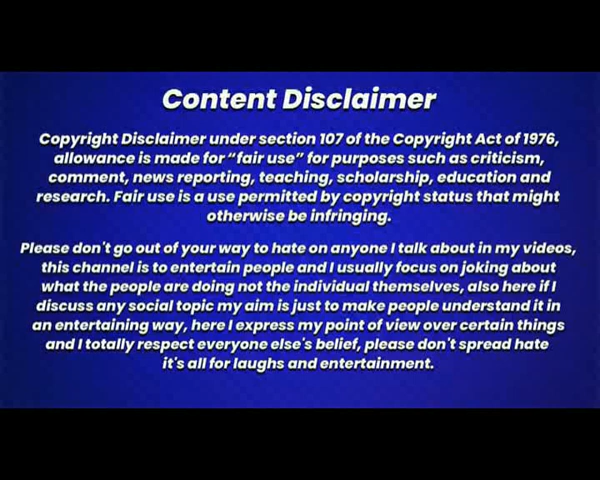 Content Disclaimer
Copyright Disclaimer under section 107 of the Copyright Act of 1976,
allowance is made for “fair use” for purposes such as criticism,
comment, news reporting, teaching, scholarship, education and
research. Fair use is a use permitted by copyright status that might
otherwise be infringing.
Please don't go out of your way to hate on anyone I talk about in my videos,
this channel is to entertain people and I usually focus on joking about
what the people are doing not the individual themselves, also here if I
discuss any social topic my aim is just to make people understand it in
an entertaining way, here I express my point of view over certain things
and I totally respect everyone else's belief, please don't spread hate
it's all for laughs and entertainment.